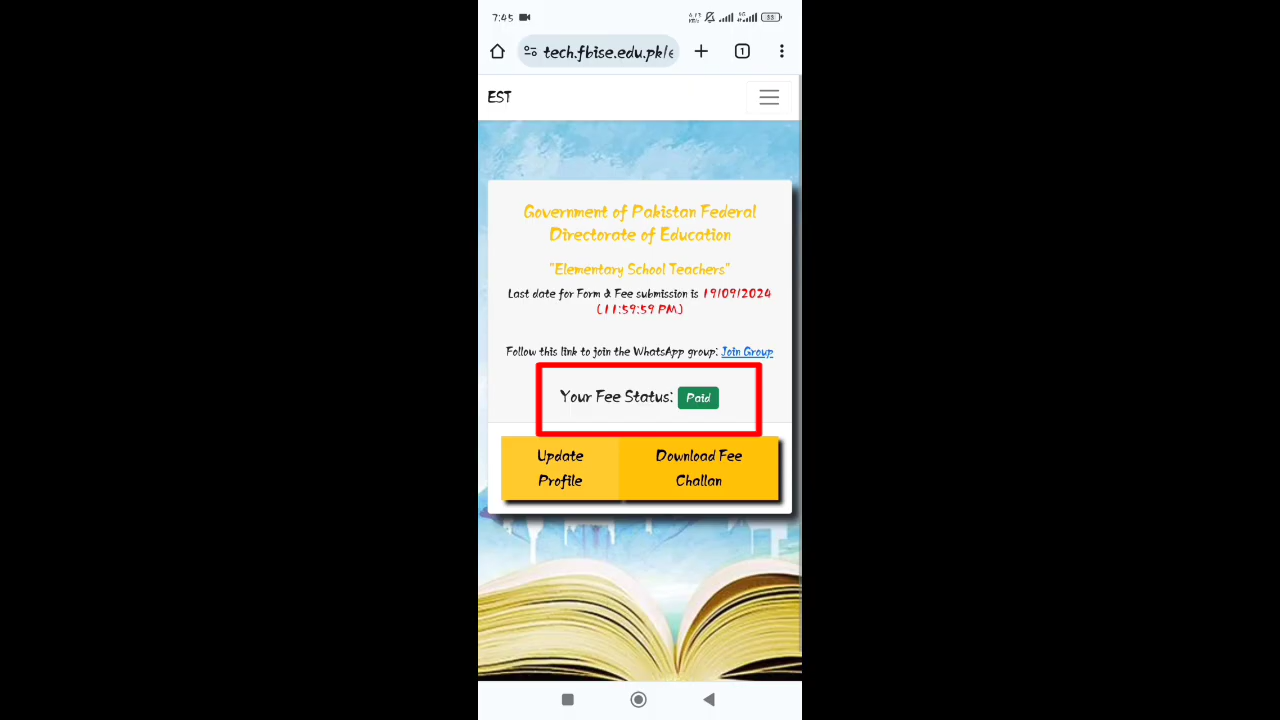 7:45
tech.fbise.edu.pk/e
1
EST
Government of Pakistan Federal
Directorate of Education
"Elementary School Teachers"
Last date for Form & Fee submission is 19/09/2024
(11:59:59 PM)
Follow this link to join the WhatsApp group: Join Group
Your Fee Status: Paid
Update
Profile
Download Fee
Challan